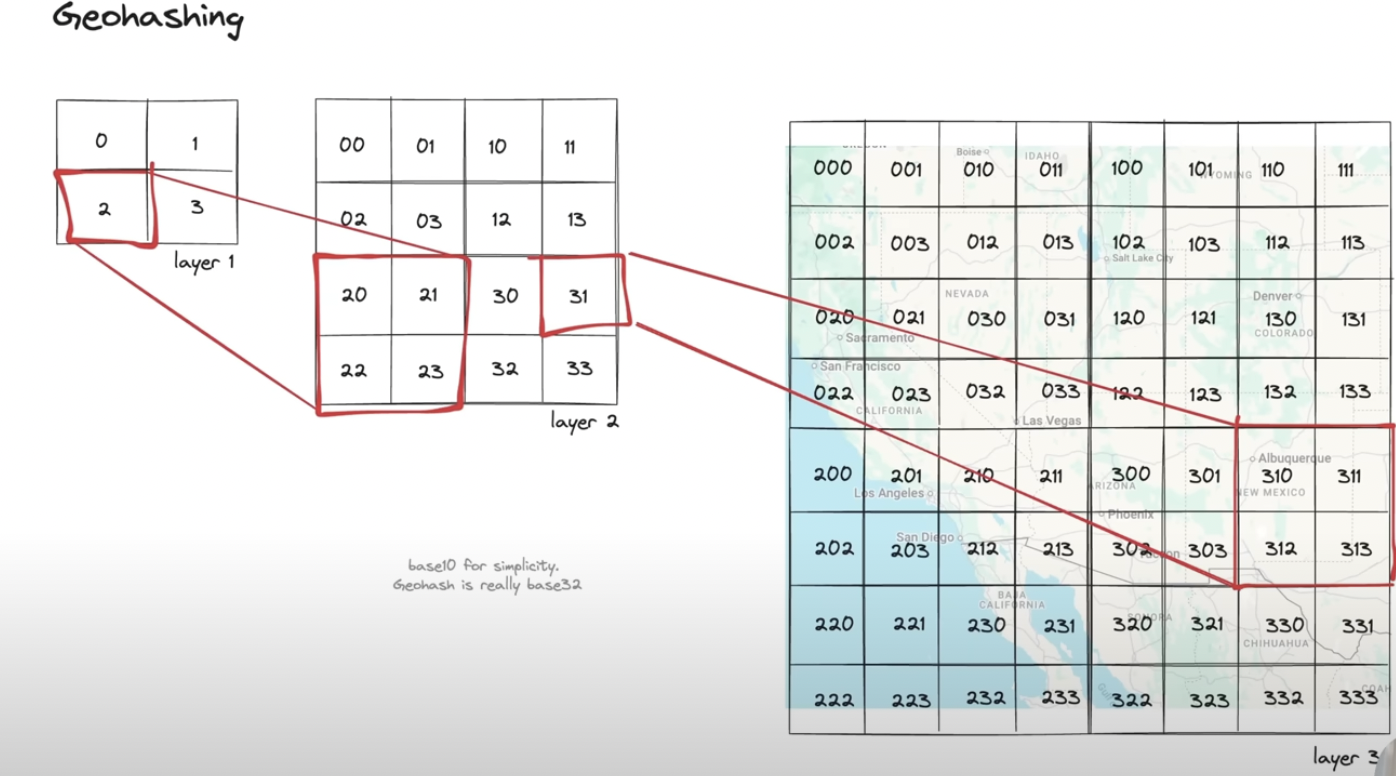 Geohashing
0 1
2 3
layer 1
00 01 10 11
02 03 12 13
20 21 30 31
22 23 32 33
layer 2
base10 for simplicity.
Geohash is really base32
Boise IDAHO
000 001 010 011 100 101 110 111
WYOMING
002 003 012 013 102 103 112 113
Salt Lake City
NEVADA Denver
020 021 030 031 120 121 130 131
Sacramento COLORADO
San Francisco
022 023 032 033 122 123 132 133
CALIFORNIA
Las Vegas
Albuquerque
200 201 210 211 300 301 310 311
Los Angeles ARIZONA NEW MEXICO
Phoenix
San Diego
202 203 212 213 302 303 312 313
BAJA
CALIFORNIA
220 221 230 231 320 321 330 331
CHIHUAHUA
222 223 232 233 322 323 332 333
layer 3